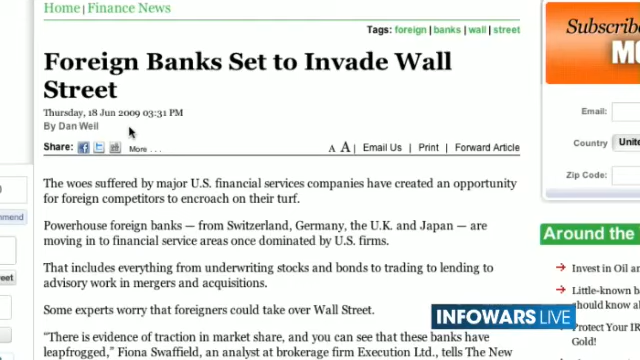 Home | Finance News
Tags: foreign | banks | wall | street
Foreign Banks Set to Invade Wall
Street
Thursday, 18 Jun 2009 03:31 PM
By Dan Weil
Share:
More . . .
A A | Email Us | Print | Forward Article
The woes suffered by major U.S. financial services companies have created an opportunity
for foreign competitors to encroach on their turf.
Powerhouse foreign banks — from Switzerland, Germany, the U.K. and Japan — are
moving in to financial service areas once dominated by U.S. firms.
That includes everything from underwriting stocks and bonds to trading to lending to
advisory work in mergers and acquisitions.
Some experts worry that foreigners could take over Wall Street.
“There is evidence of traction in market share, and you can see that these banks have
leapfrogged,” Fiona Swaffield, an analyst at brokerage firm Execution Ltd., tells The New
Subscribe
Email:
Country
Zip Code:
Around the
Invest in Oil
Little-known
should know
Protect Your
Gold!
INFOWARS LIVE